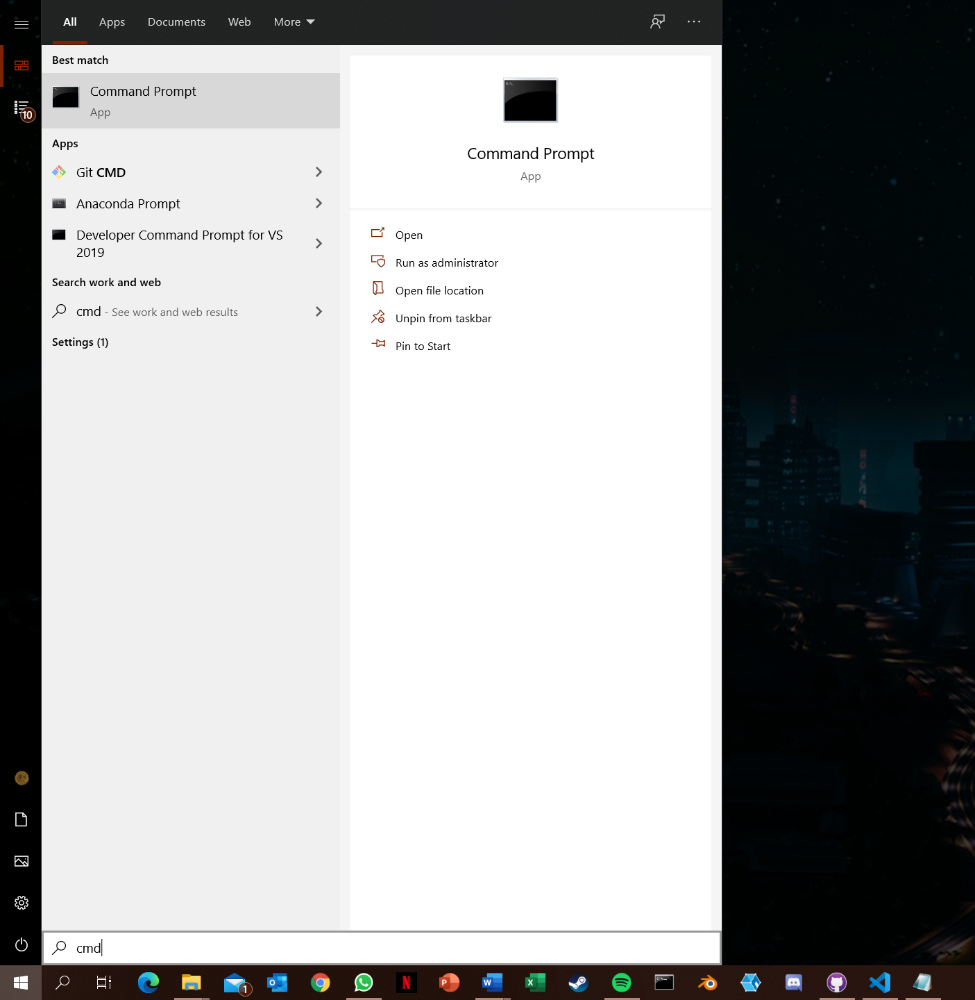 All Apps Documents Web More
Best match
Command Prompt
App
10
Apps
Git CMD
Anaconda Prompt
Developer Command Prompt for VS
2019
Search work and web
cmd - See work and web results
Settings (1)
Command Prompt
App
Open
Run as administrator
Open file location
Unpin from taskbar
Pin to Start
cmd
1